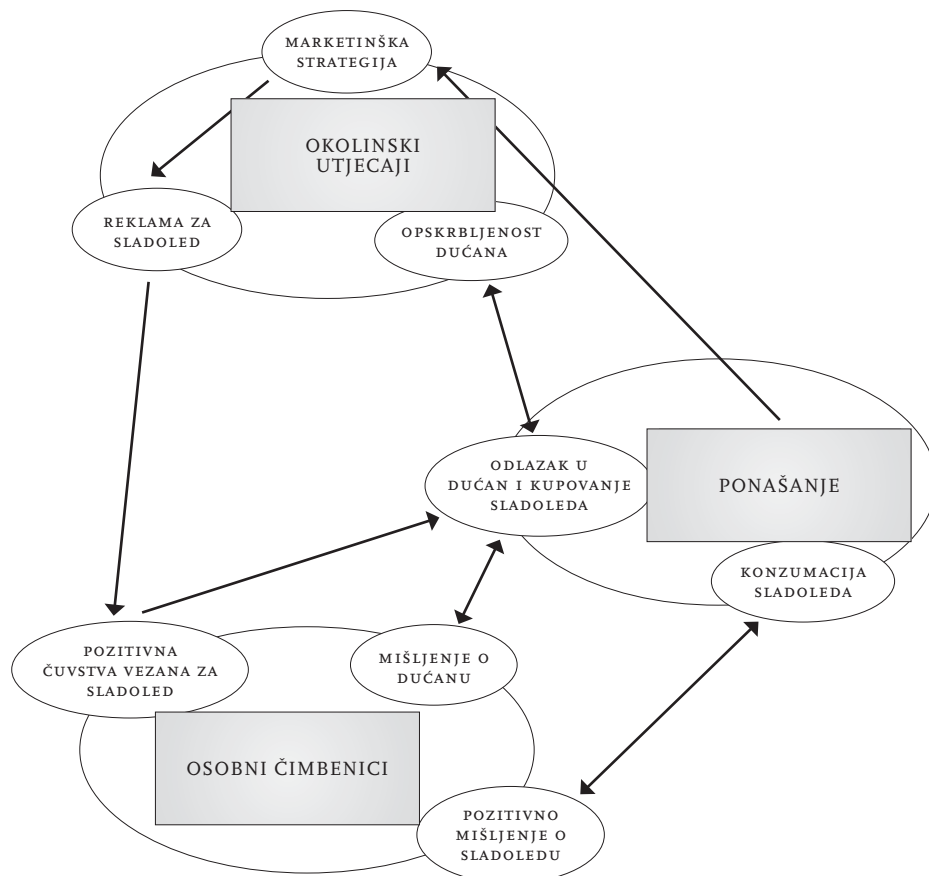 MARKETINŠKA
STRATEGIJA
OKOLINSKI
UTJECAJI
REKLAMA ZA
SLADOLED
OPSKRBLJENOST
DUĆANA
ODLAZAK U
DUĆAN I KUPOVANJE
SLADOLEDA
PONAŠANJE
KONZUMACIJA
SLADOLEDA
POZITIVNA
ČUVSTVA VEZANA ZA
SLADOLED
MIŠLJENJE O
DUĆANU
OSOBNI ČIMBENICI
POZITIVNO
MIŠLJENJE O
SLADOLEDU